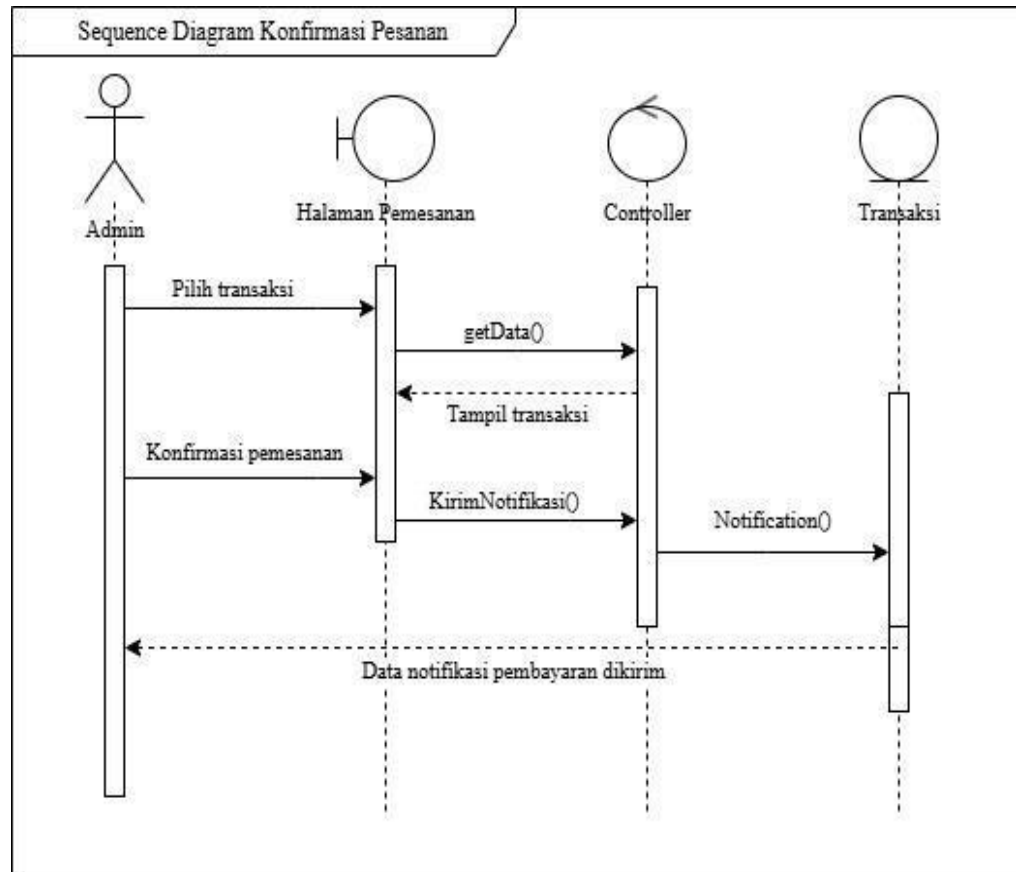 Sequence Diagram Konfirmasi Pesanan
Admin
Halaman Pemesanan
Controller
Transaksi
Pilih transaksi
getData()
Tampil transaksi
Konfirmasi pemesanan
KirimNotifikasi()
Notification()
Data notifikasi pembayaran dikirim